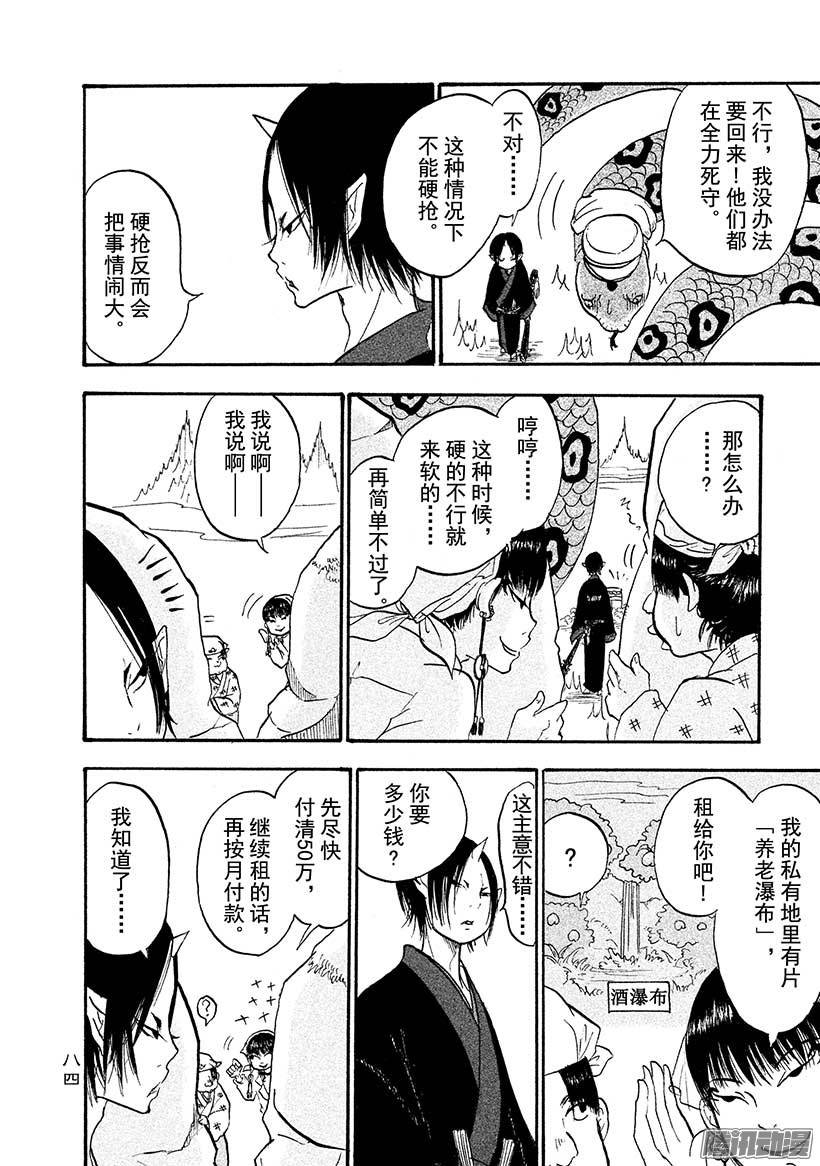 不行，我没办法
要回来！他们都
在全力死守。
不对……
这种情况下
不能硬抢。
硬抢反而会
把事情闹大。
那怎么办
……？
哼哼……
这种时候，
硬的不行就
来软的……
再简单不过了。
我说啊——
我说啊——
我的私有地里有片
「养老瀑布」，
租给你吧！
？
酒瀑布
这主意不错……
你要
多少钱？
先尽快
付清50万，
继续租的话，
再按月付款。
？
我知道了……
八四
腾讯动漫